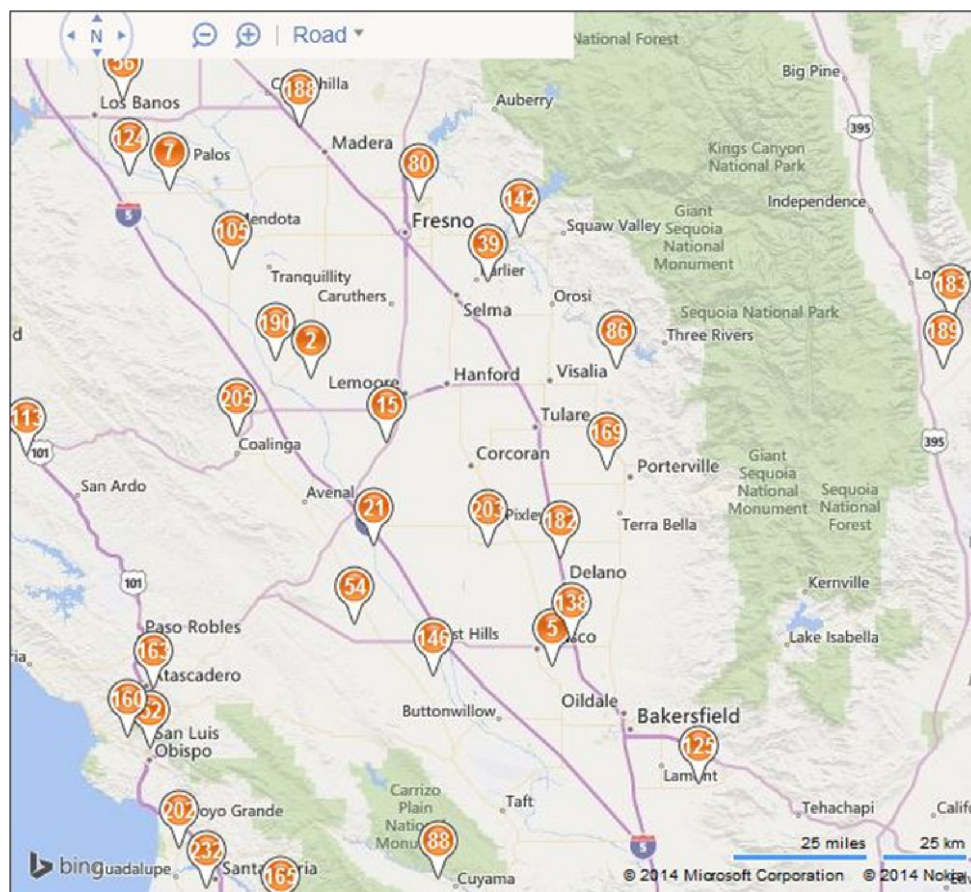 N
Road
National Forest
Big Pine
56
188
Los Banos
Auberry
395
124
7
Palos
Madera
80
Kings Canyon
National Park
142
Independence
5
Mendota
105
Fresno
39
Squaw Valley
Giant
Sequoia
National
Monument
Tranquillity
Selma
Caruthers
Orosi
183
Sequoia National Park
190
2
86
Three Rivers
189
Lemoore
Hanford
Visalia
205
15
113
101
Tulare
169
395
Coalinga
Corcoran
Porterville
San Ardo
Avenal
21
203
Pixley
182
Terra Bella
Giant
Sequoia
National
Monument
Sequoia
National
Forest
101
54
Delano
138
Kernville
Paso Robles
146
5
Lake Isabella
163
Atascadero
160
52
Buttonwillow
Oildale
Bakersfield
San Luis
Obispo
125
Lamont
202
Carrizo
Plain
Taft
Tehachapi
88
232
5
25 miles
25 km
bing
Guadalupe
165
Cuyama
© 2014 Microsoft Corporation
© 2014 Nokia